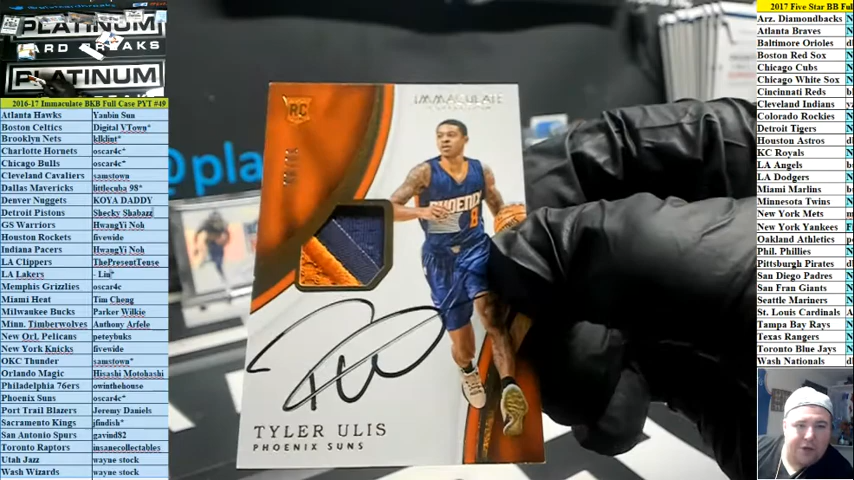 PLATINUM
CARD BREAKS
PLATINUM
2016-17 Immaculate BKB Full Case PYT #49
Atlanta Hawks Yanbin Sun
Boston Celtics Digital VTown*
Brooklyn Nets klklint*
Charlotte Hornets oscar4c*
Chicago Bulls oscar4c*
Cleveland Cavaliers samstown
Dallas Mavericks littlecuba 98*
Denver Nuggets KOYA DADDY
Detroit Pistons Shecky Shabazz
GS Warriors HwangYi Noh
Houston Rockets fivewide
Indiana Pacers HwangYi Noh
LA Clippers ThePresentTense
LA Lakers - Lin*
Memphis Grizzlies oscar4c
Miami Heat Tim Cheng
Milwaukee Bucks Parker Wilkie
Minn. Timberwolves Anthony Arfele
New Orl. Pelicans peteybuks
New York Knicks fivewide
OKC Thunder samstown*
Orlando Magic Hisashi Motohashi
Philadelphia 76ers owinthehouse
Phoenix Suns oscar4c*
Port Trail Blazers Jeremy Daniels
Sacramento Kings jfindish*
San Antonio Spurs gavind82
Toronto Raptors insanecollectables
Utah Jazz wayne stock
Wash Wizards wayne stock
@pla
RC
IMMACULATE
COLLECTION
PHOENIX
8
TYLER ULIS
PHOENIX SUNS
2017 Five Star BB Full
Arz. Diamondbacks N
Atlanta Braves N
Baltimore Orioles d
Boston Red Sox N
Chicago Cubs N
Chicago White Sox N
Cincinati Reds b
Cleveland Indians
Colorado Rockies N
Detroit Tigers N
Houston Astros d
KC Royals N
LA Angels b
LA Dodgers N
Miami Marlins b
Minnesota Twins N
New York Mets
New York Yankees F
Oakland Athletics
Phil. Phillies N
Pittsburgh Pirates d
San Diego Padres N
San Fran Giants N
Seattle Mariners N
St. Louis Cardinals A
Tampa Bay Rays N
Texas Rangers N
Toronto Blue Jays N
Wash Nationals d